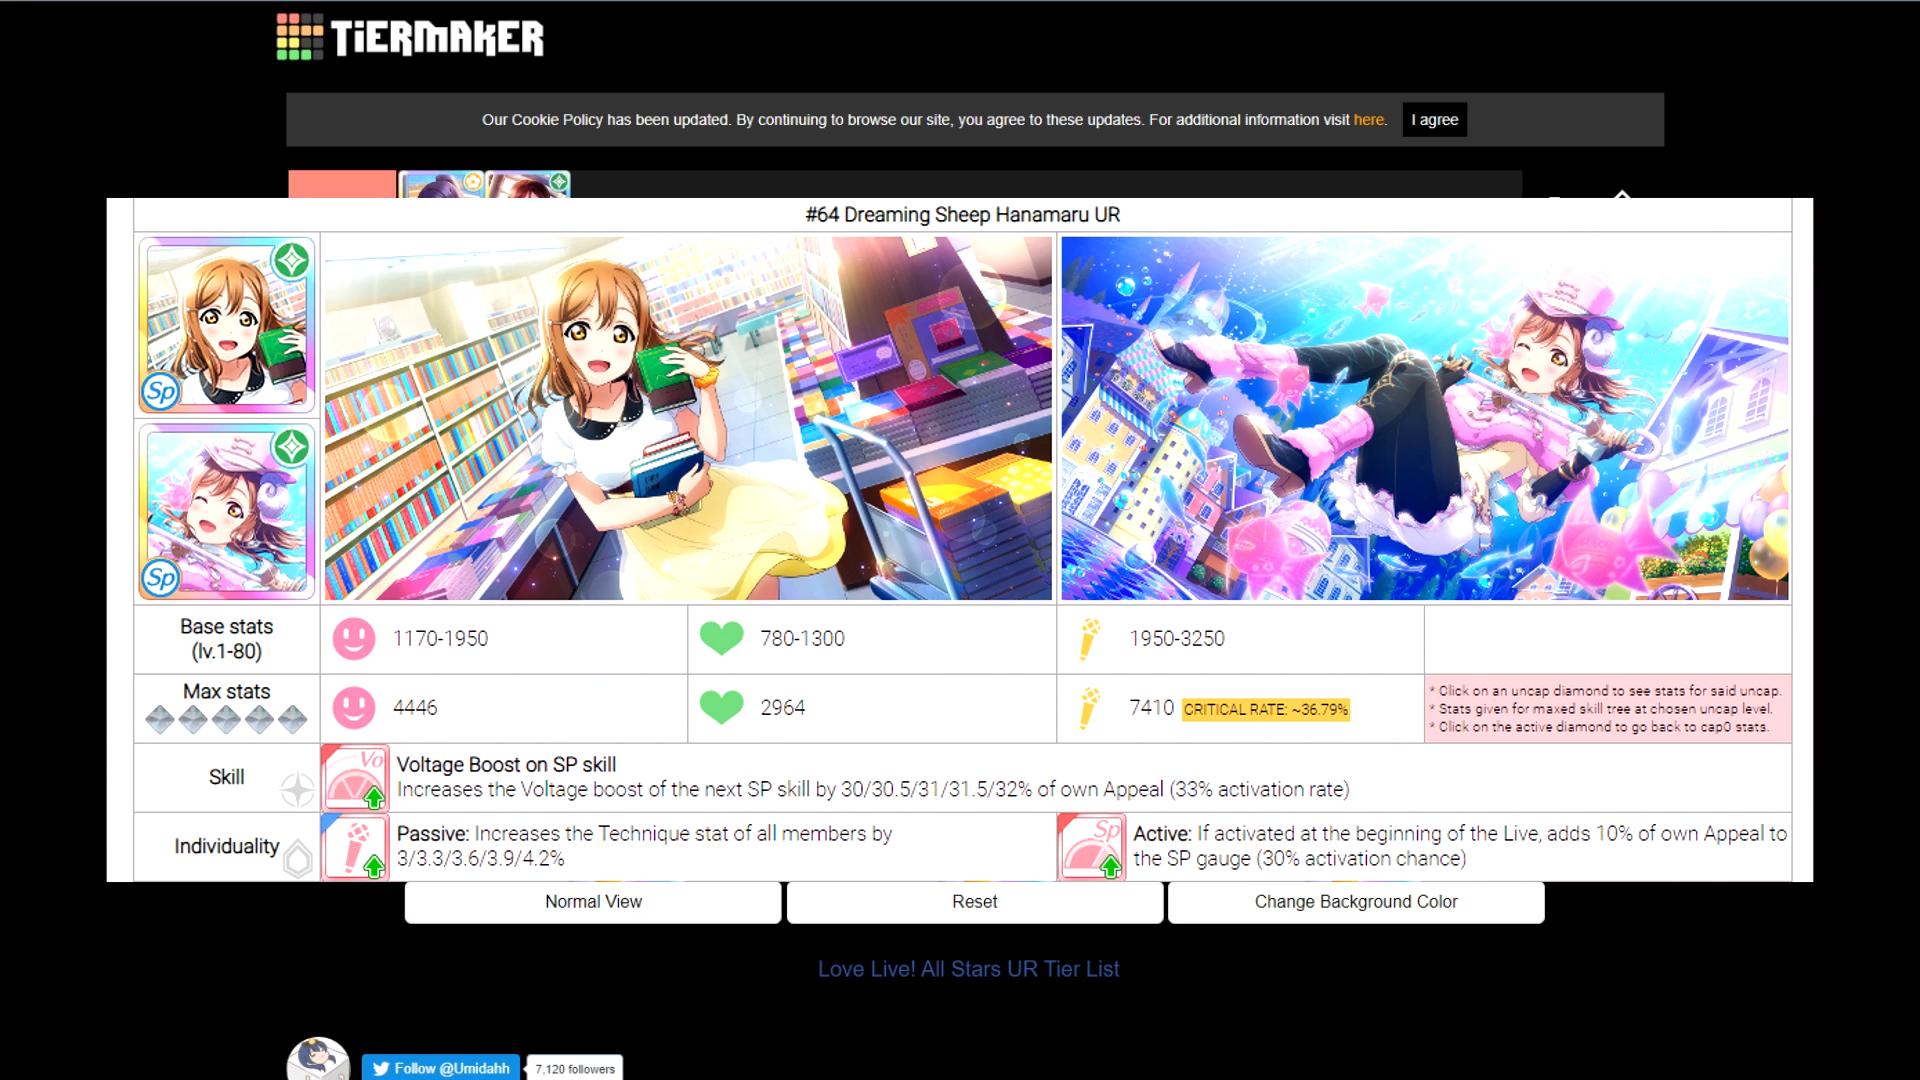 TiERMAKER
Our Cookie Policy has been updated. By continuing to browse our site, you agree to these updates. For additional information visit here.
I agree
#64 Dreaming Sheep Hanamaru UR
Sp
Sp
Base stats
(lv.1-80)
1170-1950
780-1300
1950-3250
Max stats
4446
2964
7410 CRITICAL RATE: ~36.79%
* Click on an uncap diamond to see stats for said uncap.
* Stats given for maxed skill tree at chosen uncap level.
* Click on the active diamond to go back to cap0 stats.
Skill
Vo
Voltage Boost on SP skill
Increases the Voltage boost of the next SP skill by 30/30.5/31/31.5/32% of own Appeal (33% activation rate)
Individuality
Passive: Increases the Technique stat of all members by
3/3.3/3.6/3.9/4.2%
Sp
Active: If activated at the beginning of the Live, adds 10% of own Appeal to
the SP gauge (30% activation chance)
Normal View
Reset
Change Background Color
Love Live! All Stars UR Tier List
Follow @Umidahh
7,120 followers